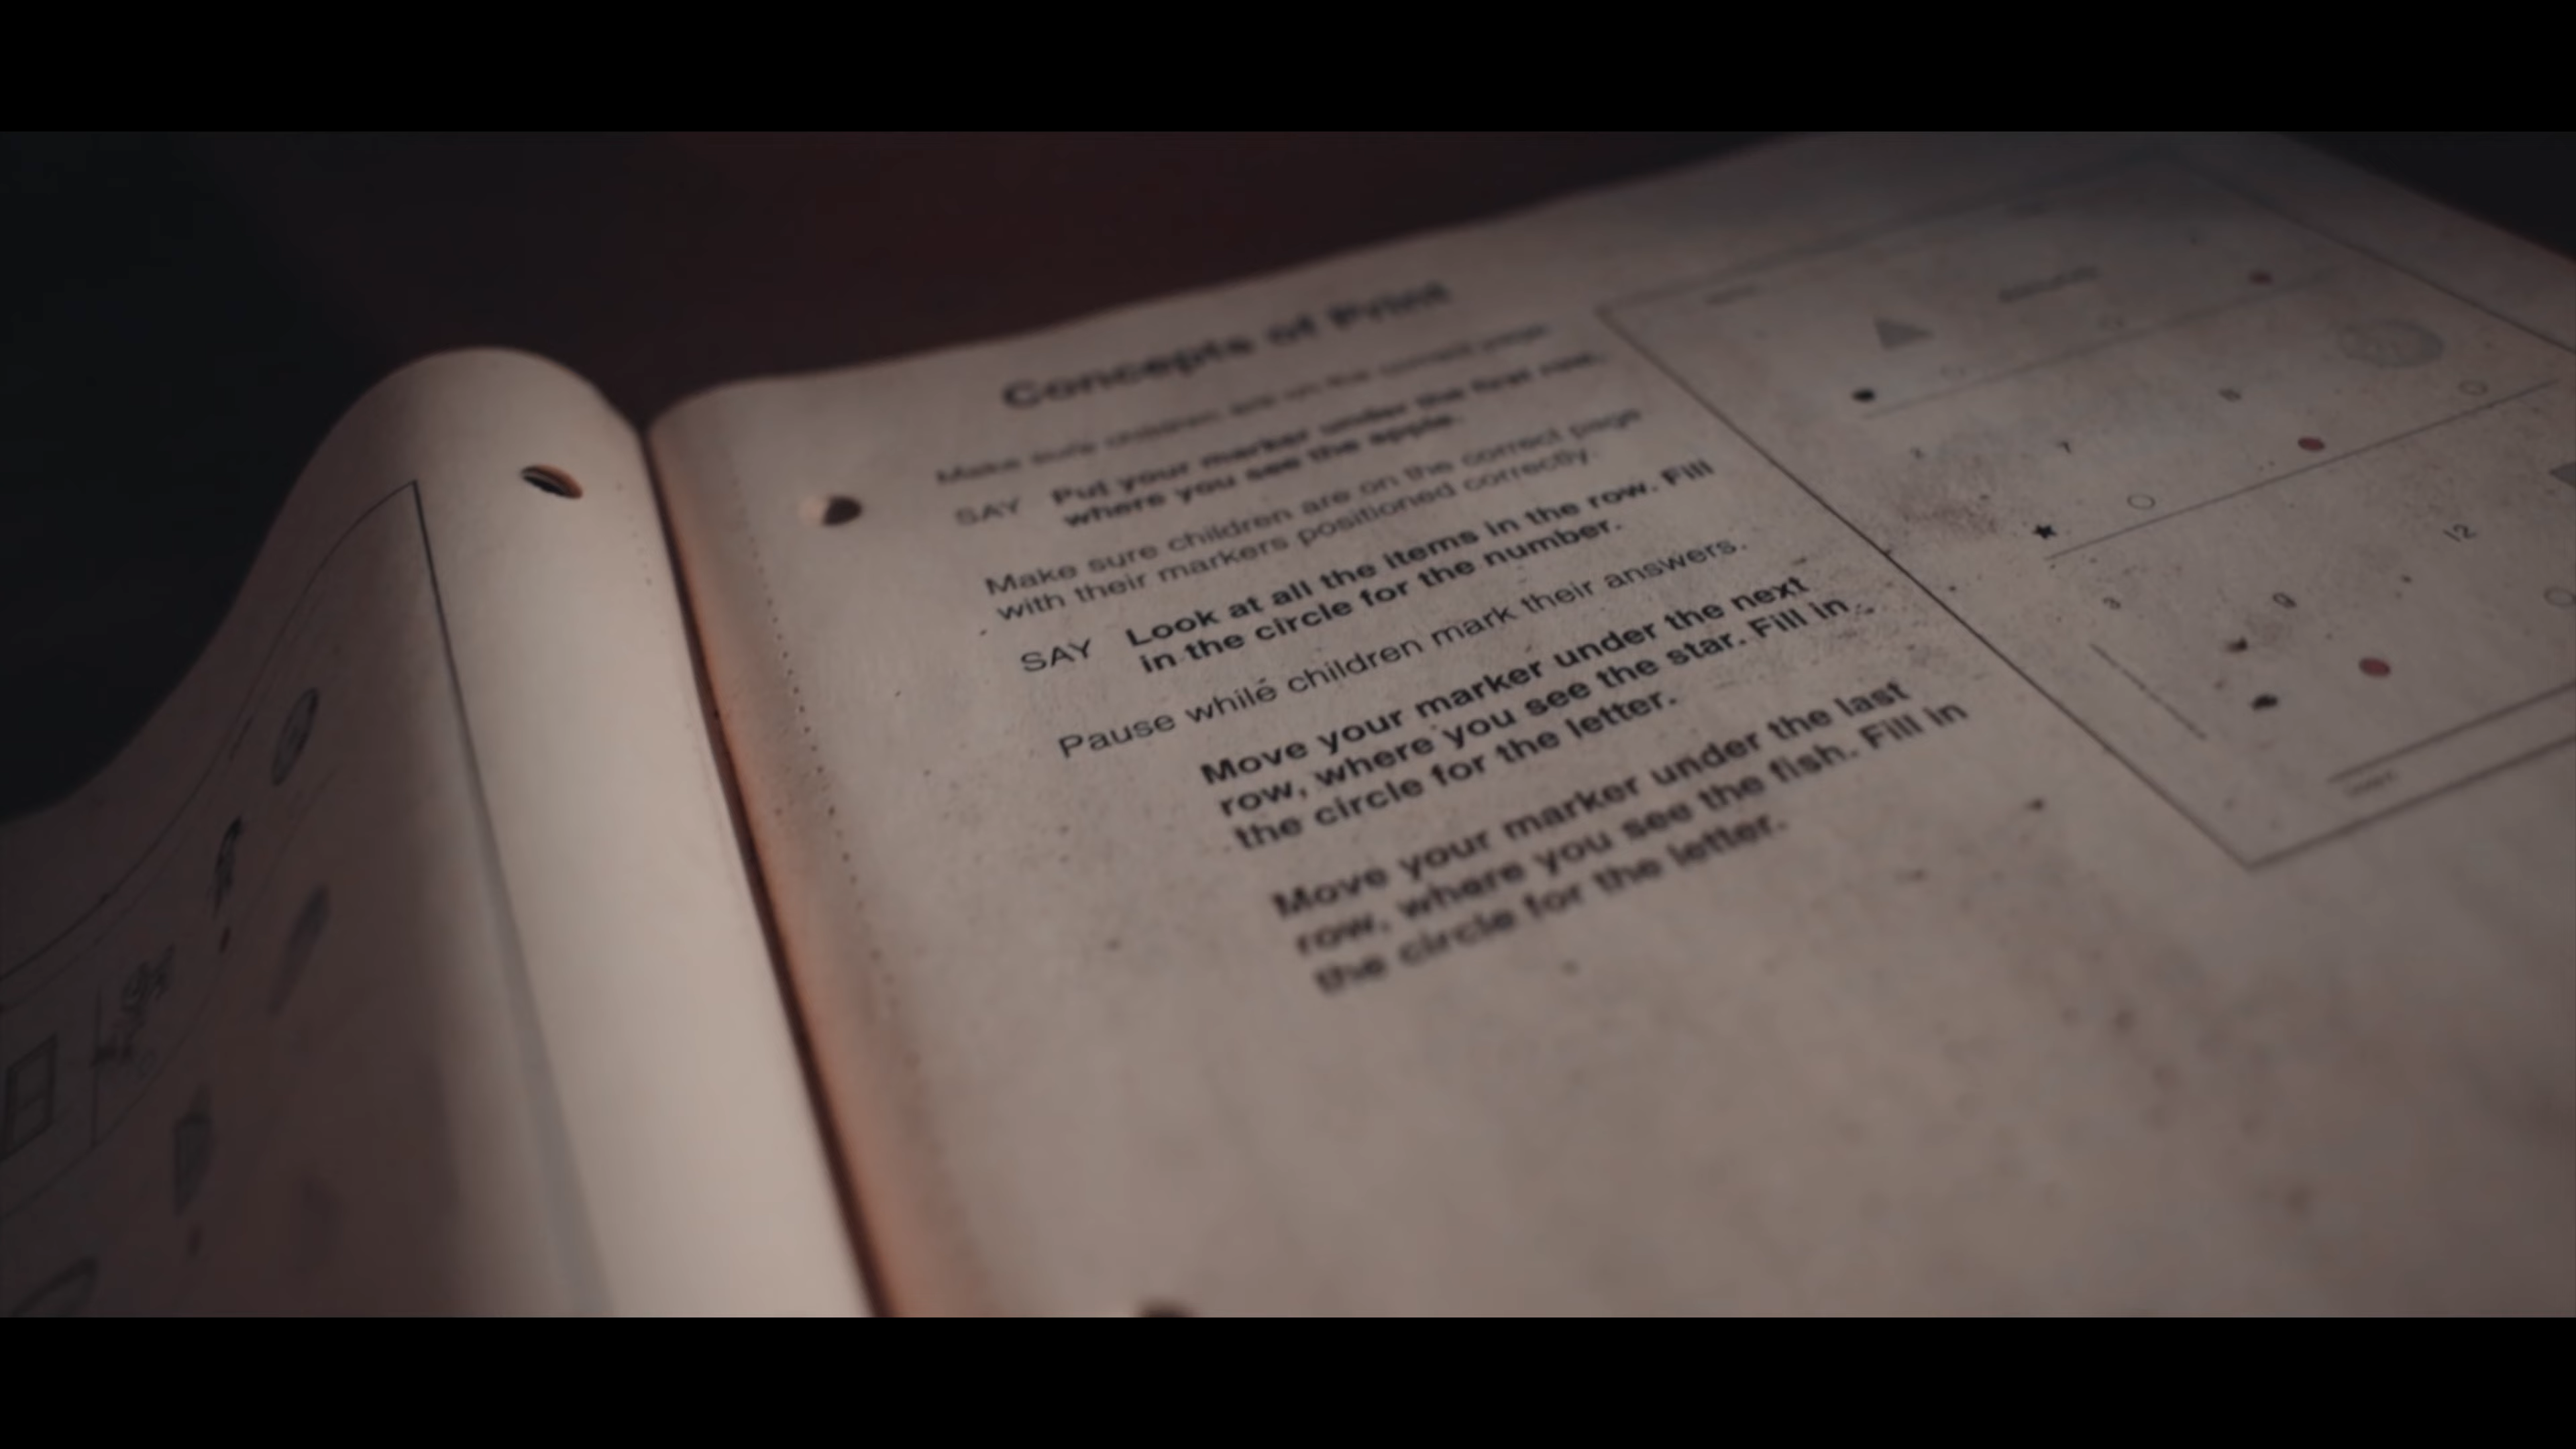 Concepts of Print
Make sure children are on the correct page
SAY Put your marker under the first row,
where you see the apple.
Make sure children are on the correct page
with their markers positioned correctly.
SAY Look at all the items in the row. Fill
in the circle for the number.
Pause while children mark their answers.
Move your marker under the next
row, where you see the star. Fill in
the circle for the letter.
Move your marker under the last
row, where you see the fish. Fill in
the circle for the letter.
7
8
3
9
12